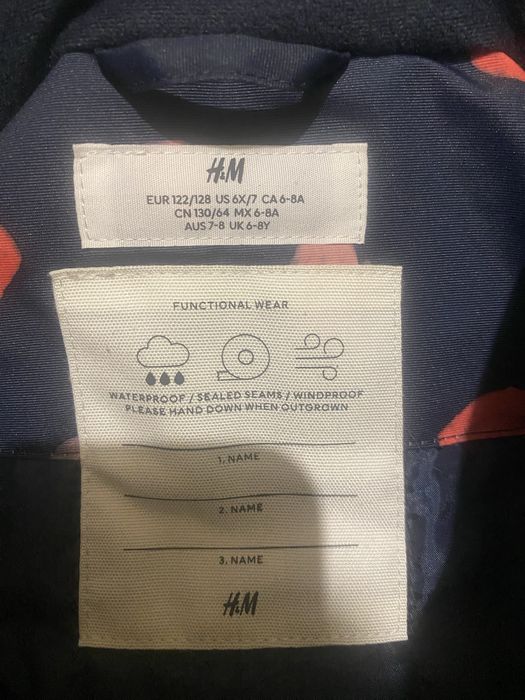 H&M
EUR 122/128 US 6X/7 CA 6-8A
CN 130/64 MX 6-8A
AUS 7-8 UK 6-8Y
FUNCTIONAL WEAR
WATERPROOF / SEALED SEAMS / WINDPROOF
PLEASE HAND DOWN WHEN OUTGROWN
1. NAME
2. NAME
3. NAME
H&M